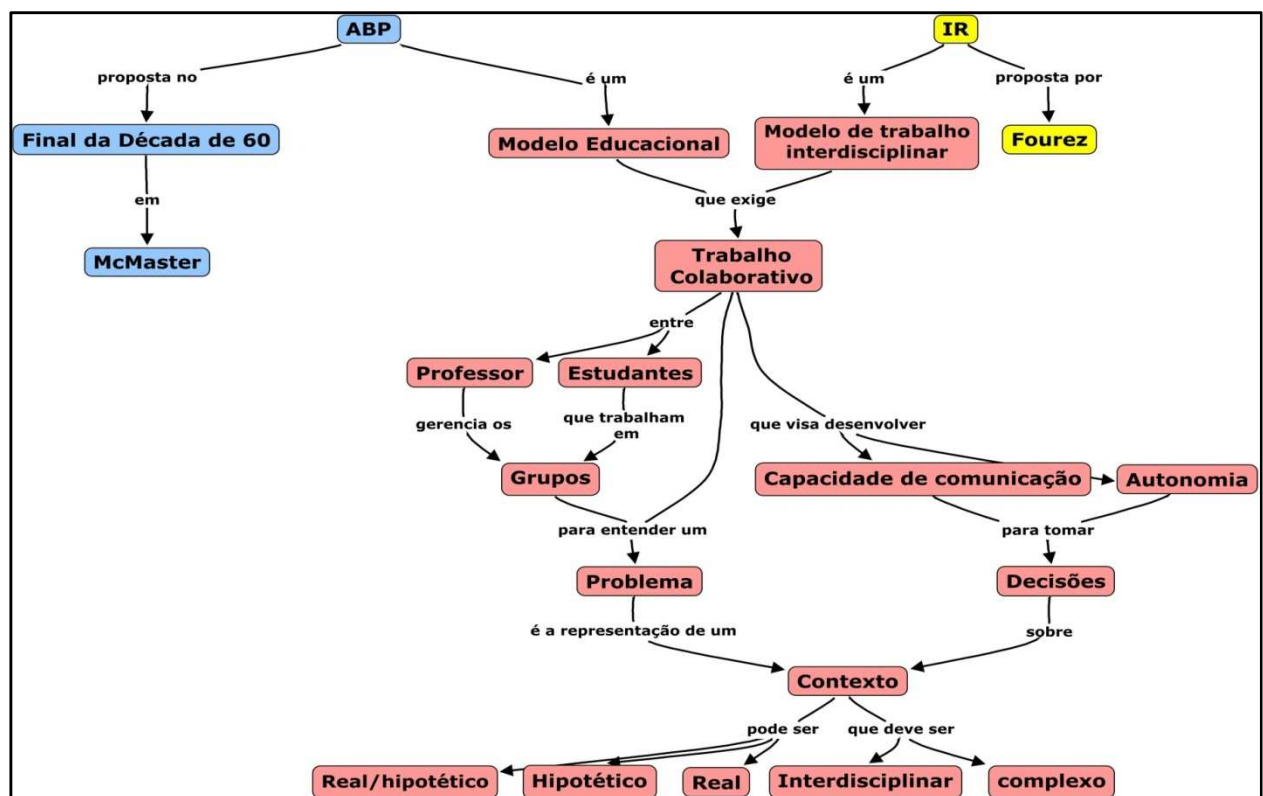 ABP
IR
proposta no
é um
é um
proposta por
Final da Década de 60
Modelo Educacional
Modelo de trabalho
interdisciplinar
Fourez
em
que exige
McMaster
Trabalho
Colaborativo
entre
Professor
Estudantes
gerencia os
que trabalham
em
que visa desenvolver
Grupos
Capacidade de comunicação
Autonomia
para entender um
para tomar
Problema
Decisões
é a representação de um
sobre
Contexto
pode ser
que deve ser
Real/hipotético
Hipotético
Real
Interdisciplinar
complexo